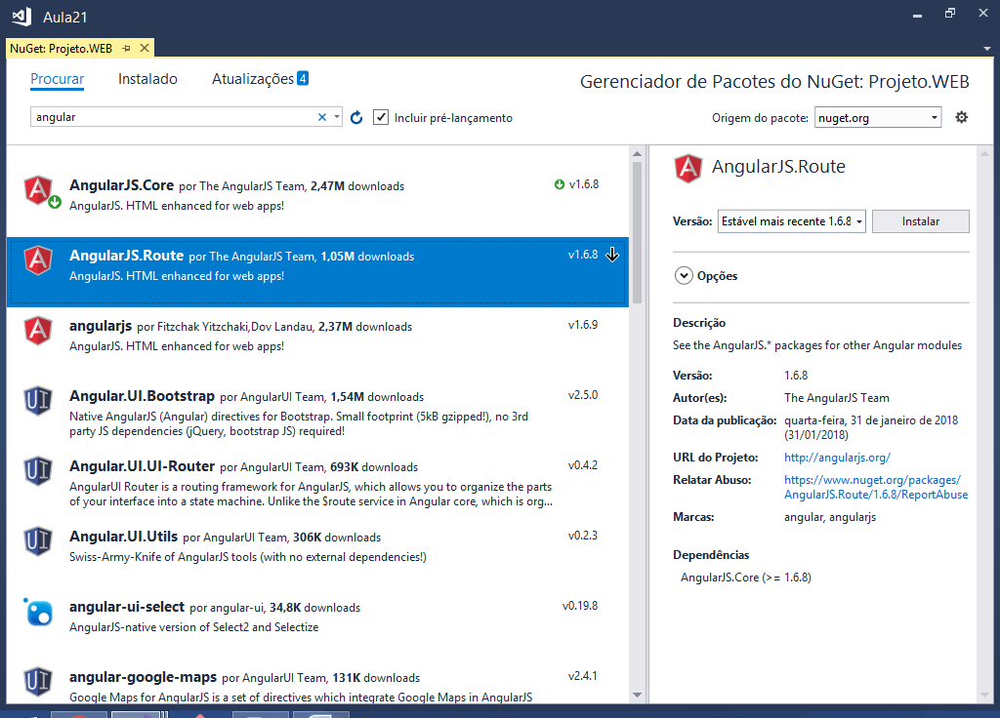 Aula21
NuGet: Projeto.WEB
Procurar Instalado Atualizações 4
Gerenciador de Pacotes do NuGet: Projeto.WEB
angular
Incluir pré-lançamento
Origem do pacote: nuget.org
AngularJS.Core por The AngularJS Team, 2,47M downloads v1.6.8
AngularJS. HTML enhanced for web apps!
AngularJS.Route por The AngularJS Team, 1,05M downloads v1.6.8
AngularJS. HTML enhanced for web apps!
angularjs por Fitzchak Yitzchaki,Dov Landau, 2,37M downloads v1.6.9
AngularJS. HTML enhanced for web apps!
Angular.UI.Bootstrap por AngularUI Team, 1,54M downloads v2.5.0
Native AngularJS (Angular) directives for Bootstrap. Small footprint (5kB gzipped!), no 3rd
party JS dependencies (jQuery, bootstrap JS) required!
Angular.UI.UI-Router por AngularUI Team, 693K downloads v0.4.2
AngularUI Router is a routing framework for AngularJS, which allows you to organize the parts
of your interface into a state machine. Unlike the $route service in Angular core, which is org...
Angular.UI.Utils por AngularUI Team, 306K downloads v0.2.3
Swiss-Army-Knife of AngularJS tools (with no external dependencies!)
angular-ui-select por angular-ui, 34,8K downloads v0.19.8
AngularJS-native version of Select2 and Selectize
angular-google-maps por AngularUI Team, 131K downloads v2.4.1
Google Maps for AngularJS is a set of directives which integrate Google Maps in AngularJS
AngularJS.Route
Versão: Estável mais recente 1.6.8 Instalar
Opções
Descrição
See the AngularJS.* packages for other Angular modules
Versão: 1.6.8
Autor(es): The AngularJS Team
Data da publicação: quarta-feira, 31 de janeiro de 2018
(31/01/2018)
URL do Projeto: http://angularjs.org/
Relatar Abuso: https://www.nuget.org/packages/
AngularJS.Route/1.6.8/ReportAbuse
Marcas: angular, angularjs
Dependências
AngularJS.Core (>= 1.6.8)